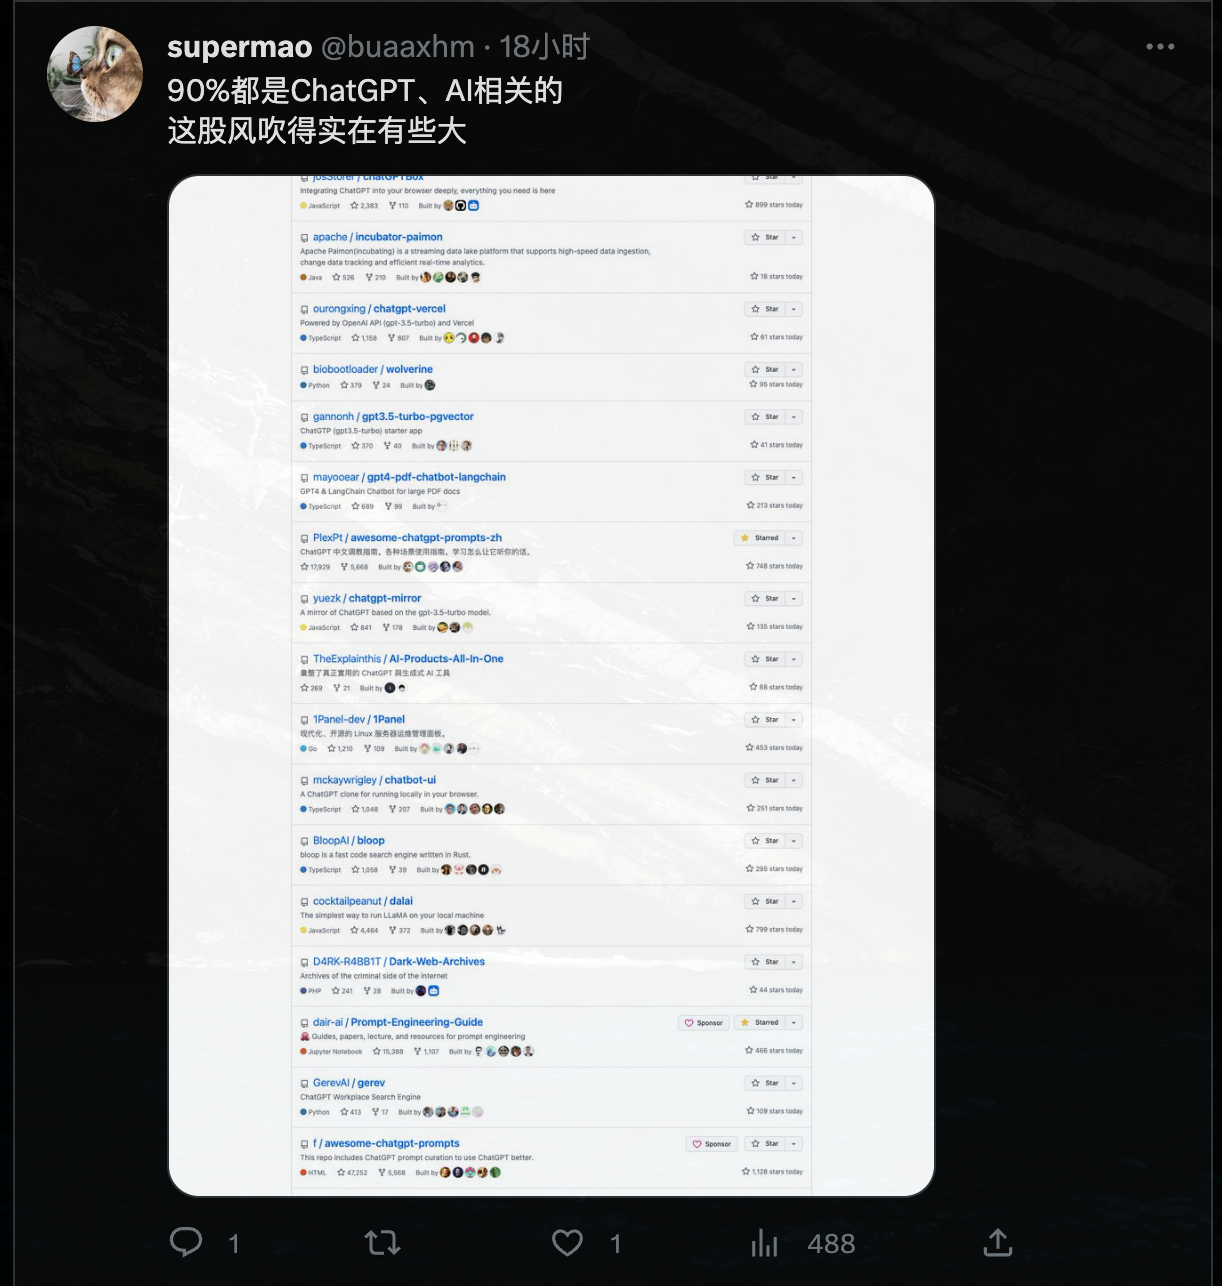 supermao @buaaxhm · 18小时
90%都是ChatGPT、AI相关的
这股风吹得实在有些大
josStorer / chatGPTBox
Star
Integrating ChatGPT into your browser deeply, everything you need is here
JavaScript 2,383 110 Built by
899 stars today
apache / incubator-paimon
Star
Apache Paimon(incubating) is a streaming data lake platform that supports high-speed data ingestion,
change data tracking and efficient real-time analytics.
Java 526 210 Built by
18 stars today
ourongxing / chatgpt-vercel
Star
Powered by OpenAI API (gpt-3.5-turbo) and Vercel
TypeScript 1,158 807 Built by
61 stars today
biobootloader / wolverine
Star
Python 379 24 Built by
95 stars today
gannonh / gpt3.5-turbo-pgvector
Star
ChatGTP (gpt3.5-turbo) starter app
TypeScript 370 40 Built by
41 stars today
mayooear / gpt4-pdf-chatbot-langchain
Star
GPT4 & LangChain Chatbot for large PDF docs
TypeScript 689 99 Built by
213 stars today
PlexPt / awesome-chatgpt-prompts-zh
Starred
ChatGPT 中文调教指南。各种场景使用指南。学习怎么让它听你的话。
17,929 5,668 Built by
748 stars today
yuezk / chatgpt-mirror
Star
A mirror of ChatGPT based on the gpt-3.5-turbo model.
JavaScript 841 178 Built by
135 stars today
TheExplainthis / AI-Products-All-In-One
Star
彙整了真正實用的 ChatGPT 與生成式 AI 工具
269 21 Built by
88 stars today
1Panel-dev / 1Panel
Star
现代化、开源的 Linux 服务器运维管理面板。
Go 1,210 109 Built by
453 stars today
mckaywrigley / chatbot-ui
Star
A ChatGPT clone for running locally in your browser.
TypeScript 1,048 207 Built by
251 stars today
BloopAI / bloop
Star
bloop is a fast code search engine written in Rust.
TypeScript 1,058 39 Built by
295 stars today
cocktailpeanut / dalai
Star
The simplest way to run LLaMA on your local machine
JavaScript 4,464 372 Built by
799 stars today
D4RK-R4BB1T / Dark-Web-Archives
Star
Archives of the criminal side of the internet
PHP 241 28 Built by
44 stars today
dair-ai / Prompt-Engineering-Guide
Sponsor Starred
Guides, papers, lecture, and resources for prompt engineering
Jupyter Notebook 15,388 1,107 Built by
466 stars today
GerevAI / gerev
Star
ChatGPT Workplace Search Engine
Python 413 17 Built by
109 stars today
f / awesome-chatgpt-prompts
Sponsor Star
This repo includes ChatGPT prompt curation to use ChatGPT better.
HTML 47,252 5,568 Built by
1,128 stars today
1 1 488